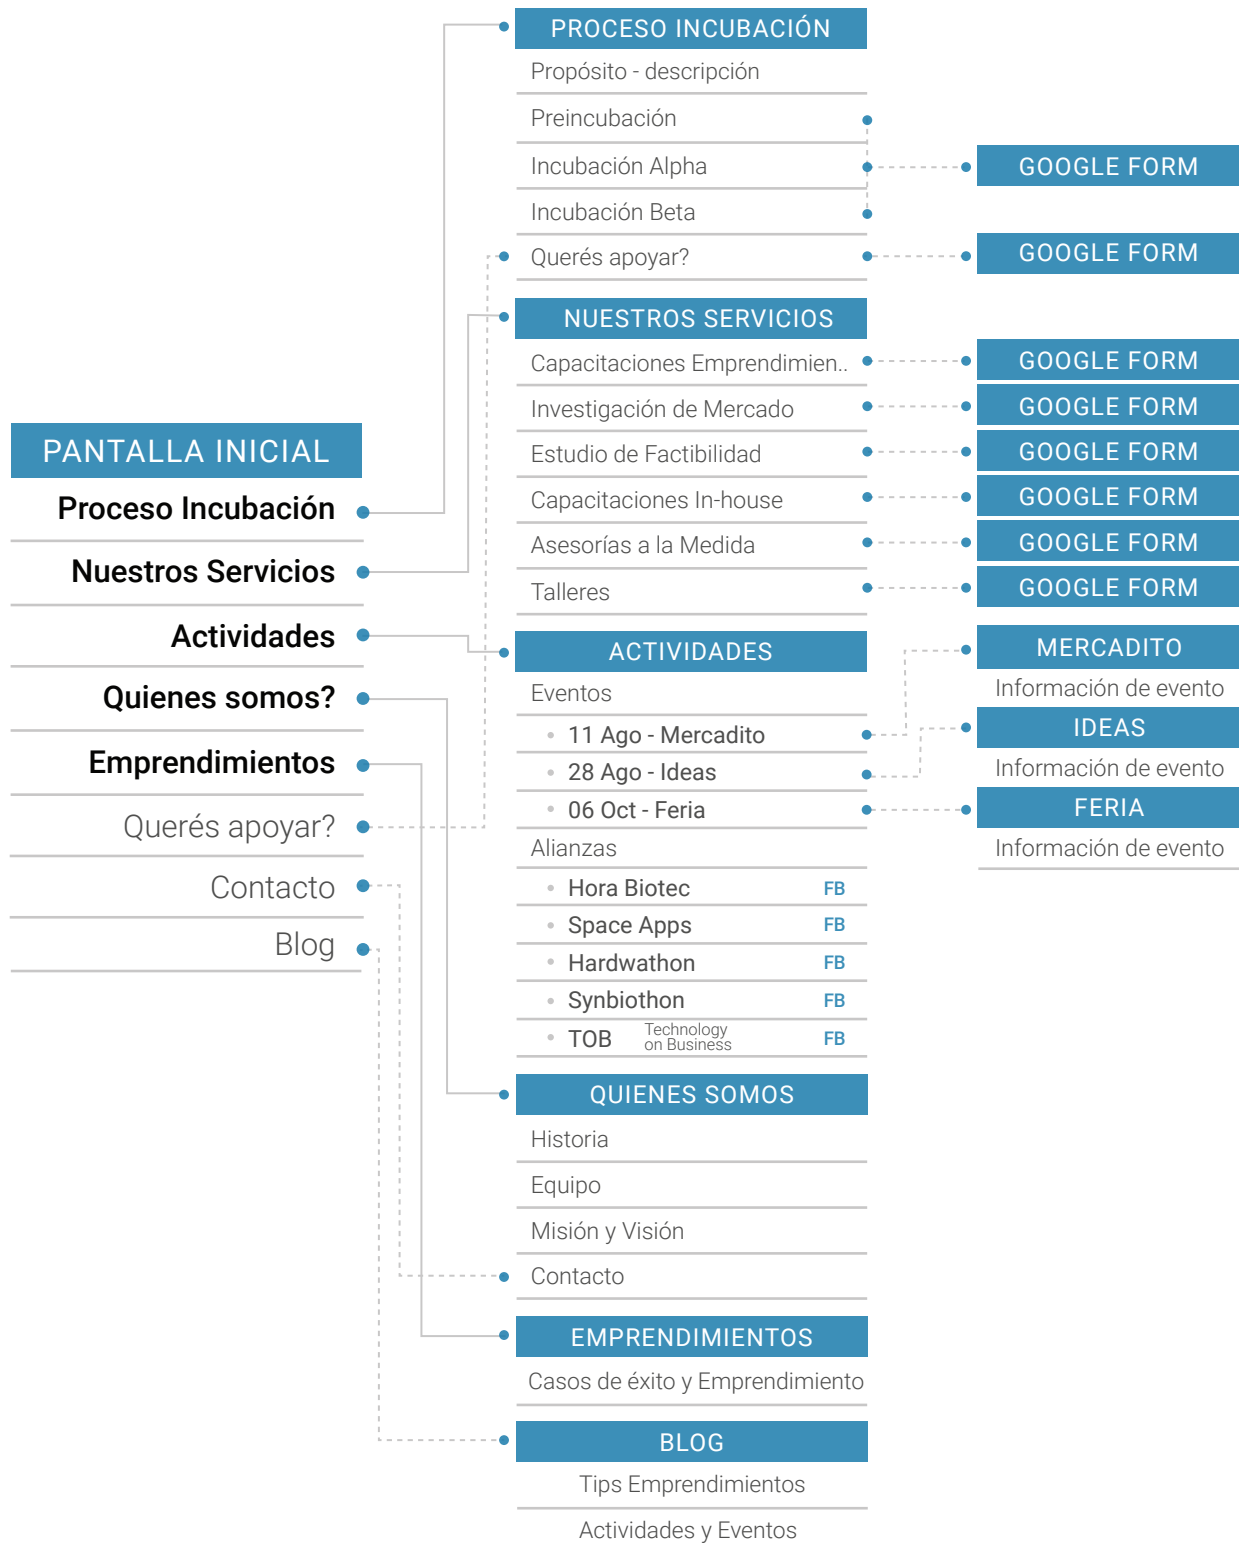 PANTALLA INICIAL
Proceso Incubación
Nuestros Servicios
Actividades
Quienes somos?
Emprendimientos
Querés apoyar?
Contacto
Blog
PROCESO INCUBACIÓN
Propósito - descripción
Preincubación
Incubación Alpha
Incubación Beta
Querés apoyar?
GOOGLE FORM
GOOGLE FORM
NUESTROS SERVICIOS
Capacitaciones Emprendimien..
Investigación de Mercado
Estudio de Factibilidad
Capacitaciones In-house
Asesorías a la Medida
Talleres
GOOGLE FORM
GOOGLE FORM
GOOGLE FORM
GOOGLE FORM
GOOGLE FORM
GOOGLE FORM
ACTIVIDADES
Eventos
• 11 Ago - Mercadito
• 28 Ago - Ideas
• 06 Oct - Feria
Alianzas
• Hora Biotec FB
• Space Apps FB
• Hardwathon FB
• Synbiothon FB
• TOB Technology
on Business FB
MERCADITO
Información de evento
IDEAS
Información de evento
FERIA
Información de evento
QUIENES SOMOS
Historia
Equipo
Misión y Visión
Contacto
EMPRENDIMIENTOS
Casos de éxito y Emprendimiento
BLOG
Tips Emprendimientos
Actividades y Eventos